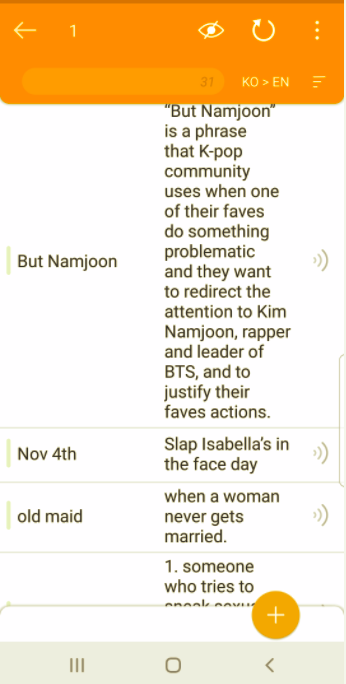 1
31
KO > EN
“But Namjoon”
is a phrase
that K-pop
community
uses when one
of their faves
do something
problematic
But Namjoon
and they want
to redirect the
attention to Kim
Namjoon, rapper
and leader of
BTS, and to
justify their
faves actions.
Nov 4th
Slap Isabella's in
the face day
old maid
when a woman
never gets
married.
1. someone
who tries to
speak